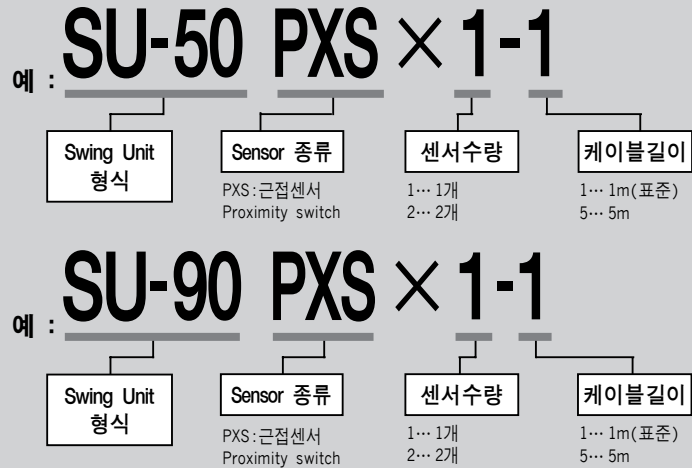 예 : SU-50 PXS × 1-1
Swing Unit 형식
Sensor 종류
센서수량
케이블길이
PXS:근접센서
Proximity switch
1… 1개
2… 2개
1… 1m(표준)
5… 5m
예 : SU-90 PXS × 1-1
Swing Unit 형식
Sensor 종류
센서수량
케이블길이
PXS:근접센서
Proximity switch
1… 1개
2… 2개
1… 1m(표준)
5… 5m